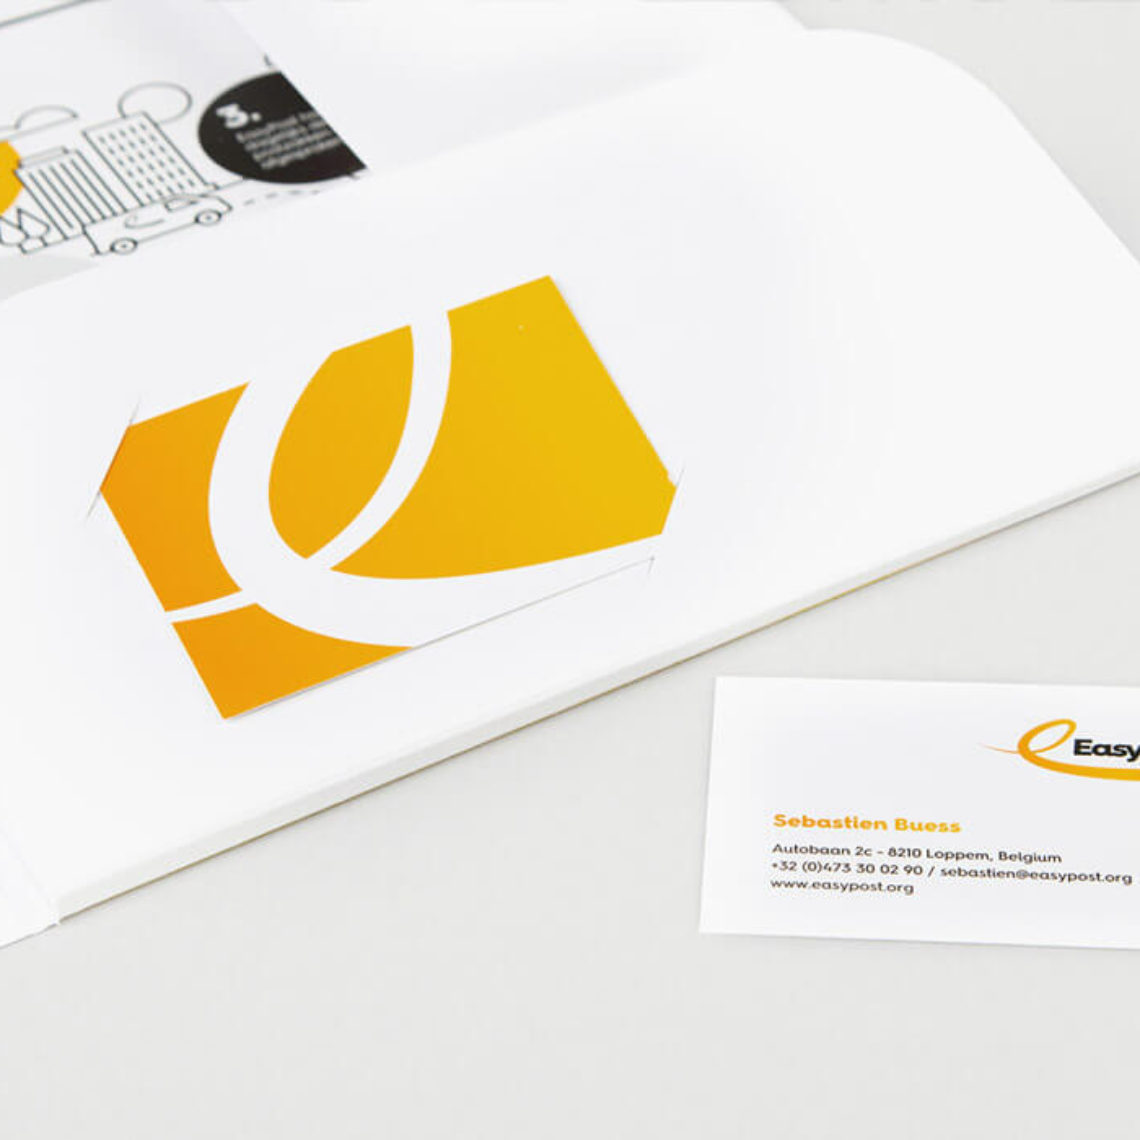 3.
Easy
Sebastien Buess
Autobaan 2c - 8210 Loppem, Belgium
+32 (0)473 30 02 90 / sebastien@easypost.org
www.easypost.org